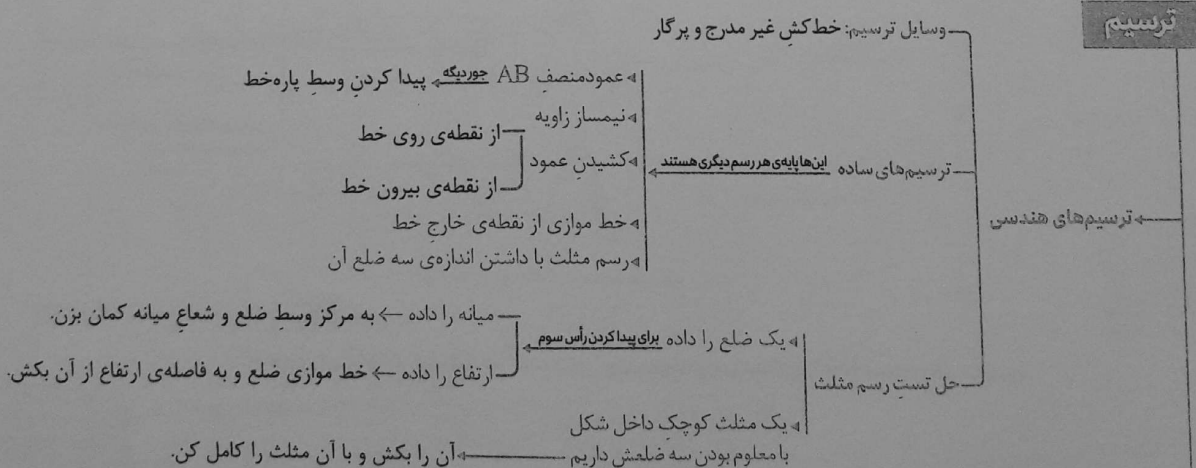 ترسیم
وسایل ترسیم: خط‌کشِ غیر مدرج و پرگار
عمودمنصفِ AB جوردیگه پیدا کردنِ وسطِ پاره‌خط
نیمساز زاویه
از نقطه‌ی روی خط
ترسیم‌های ساده این‌ها پایه‌ی هر رسم دیگری هستند کشیدنِ عمود
از نقطه‌ی بیرون خط
ترسیم‌های هندسی
خط موازی از نقطه‌ی خارجِ خط
رسم مثلث با داشتن اندازه‌ی سه ضلع آن
میانه را داده ← به مرکز وسطِ ضلع و شعاعِ میانه کمان بزن.
یک ضلع را داده برای پیدا کردن رأس سوم
ارتفاع را داده ← خط موازی ضلع و به فاصله‌ی ارتفاع از آن بکش.
حل تستِ رسم مثلث
یک مثلث کوچکِ داخل شکل
با معلوم بودن سه ضلعش داریم آن را بکش و با آن مثلث را کامل کن.